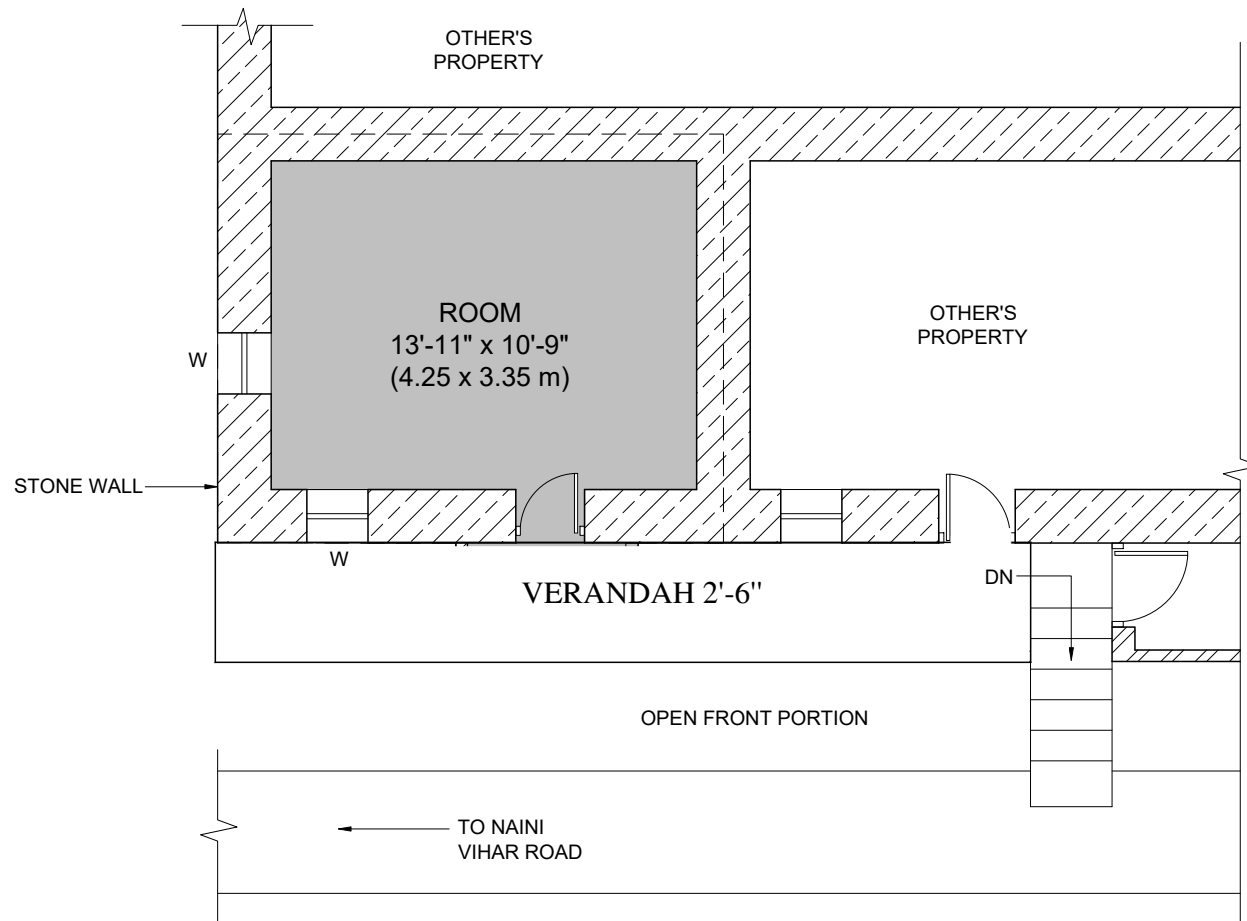 OTHER'S
PROPERTY
ROOM
13'-11" x 10'-9"
(4.25 x 3.35 m)
OTHER'S
PROPERTY
W
STONE WALL
W
VERANDAH 2'-6"
DN
OPEN FRONT PORTION
TO NAINI
VIHAR ROAD